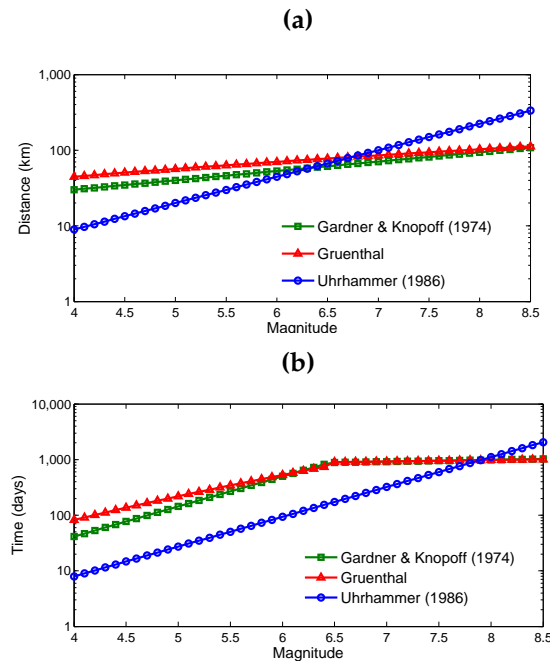 (a)
1,000
100
10
1
Distance (km)
Gardner & Knopoff (1974)
Gruenthal
Uhrhammer (1986)
4 4.5 5 5.5 6 6.5 7 7.5 8 8.5
Magnitude
(b)
10,000
1,000
100
10
1
Time (days)
Gardner & Knopoff (1974)
Gruenthal
Uhrhammer (1986)
4 4.5 5 5.5 6 6.5 7 7.5 8 8.5
Magnitude